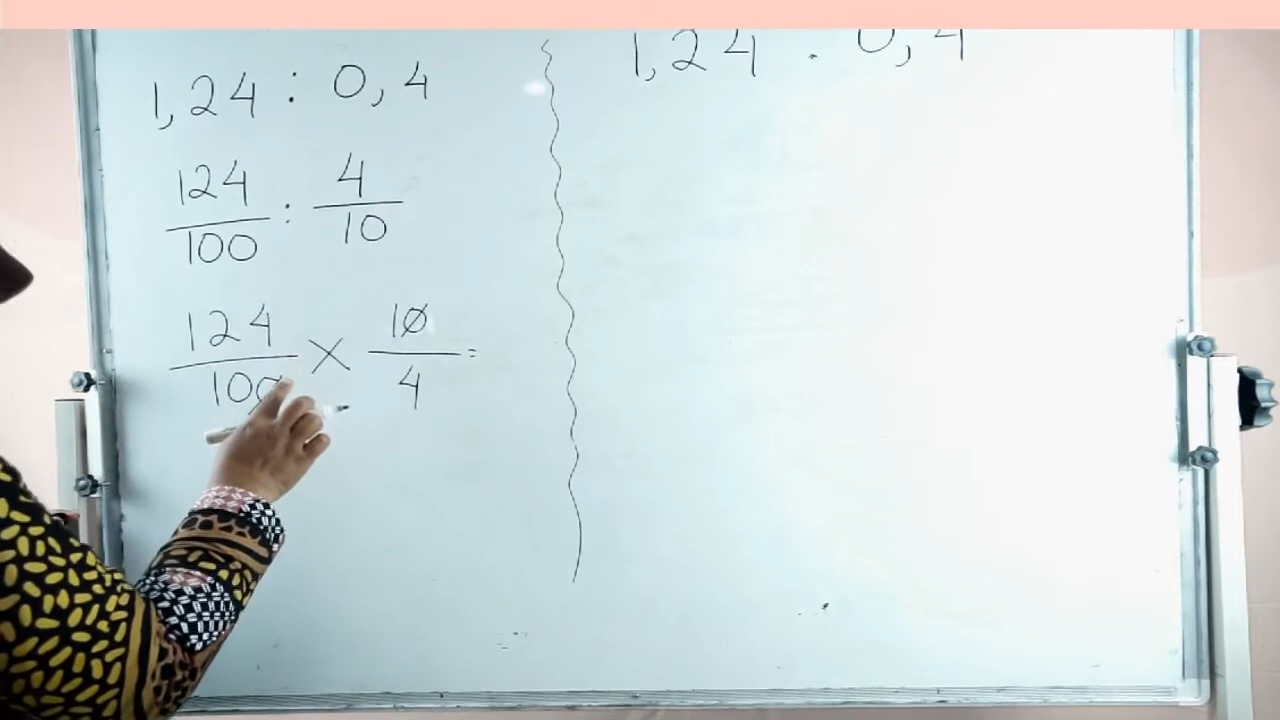 1,24 : 0,4
124/100 : 4/10
124/100 × 10/4 =
1,24 : 0,4